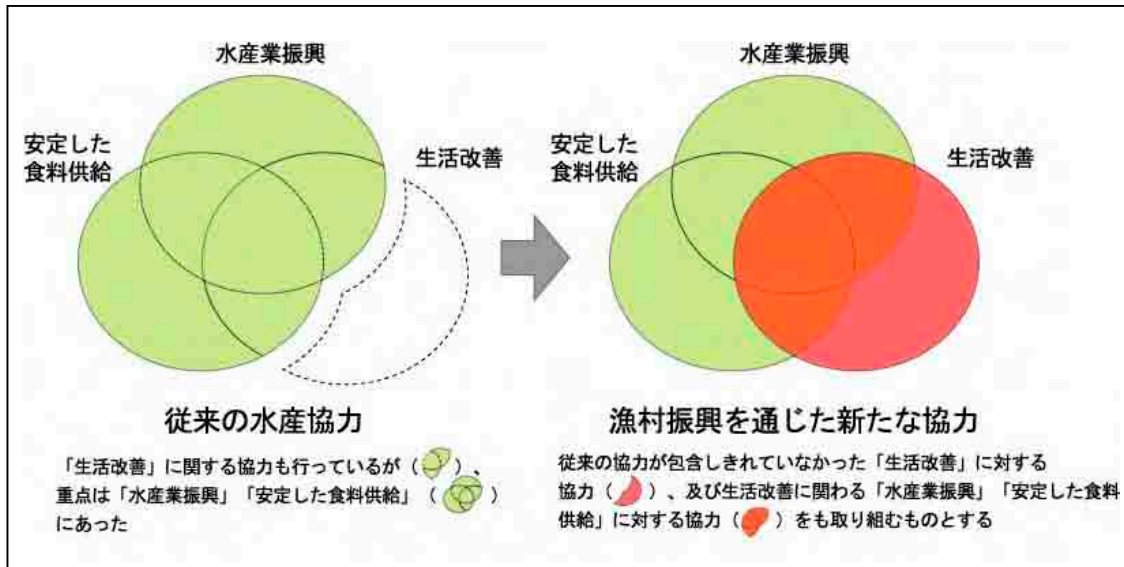 水産業振興
安定した
食料供給
生活改善
従来の水産協力
「生活改善」に関する協力も行っているが（ ）、
重点は「水産業振興」「安定した食料供給」（ ）
にあった
水産業振興
安定した
食料供給
生活改善
漁村振興を通じた新たな協力
従来の協力が包含しきれていなかった「生活改善」に対する
協力（ ）、及び生活改善に関わる「水産業振興」「安定した食料
供給」に対する協力（ ）をも取り組むものとする